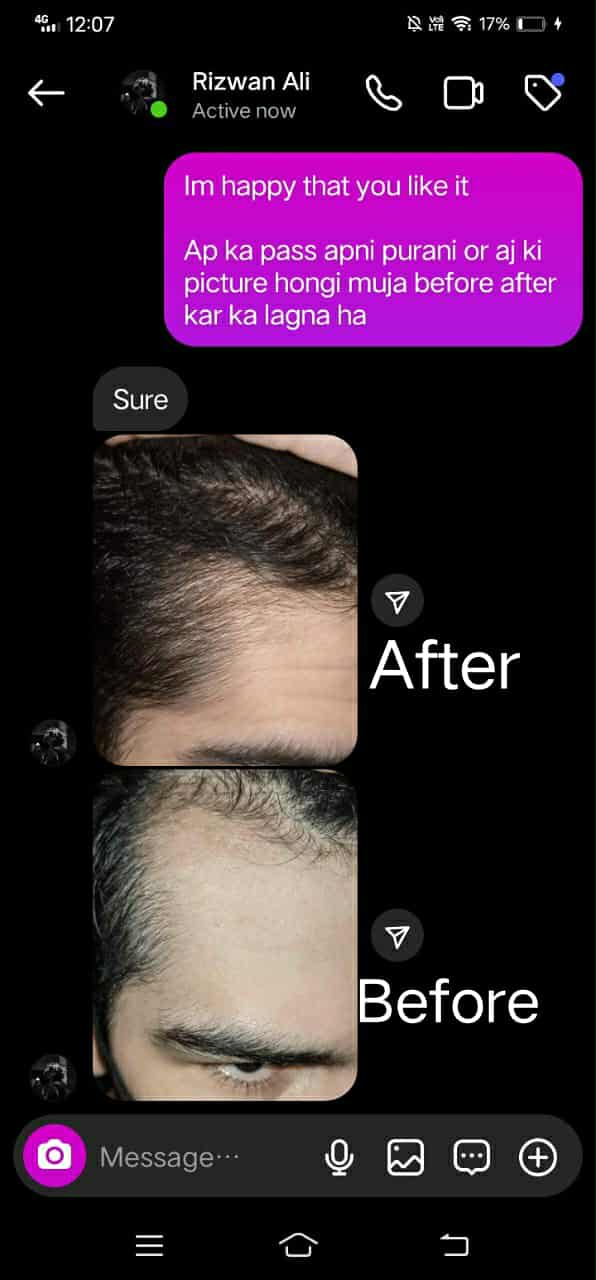 4G 12:07 Vo) LTE 17%
Rizwan Ali
Active now
Im happy that you like it
Ap ka pass apni purani or aj ki
picture hongi muja before after
kar ka lagna ha
Sure
After
Before
Message···